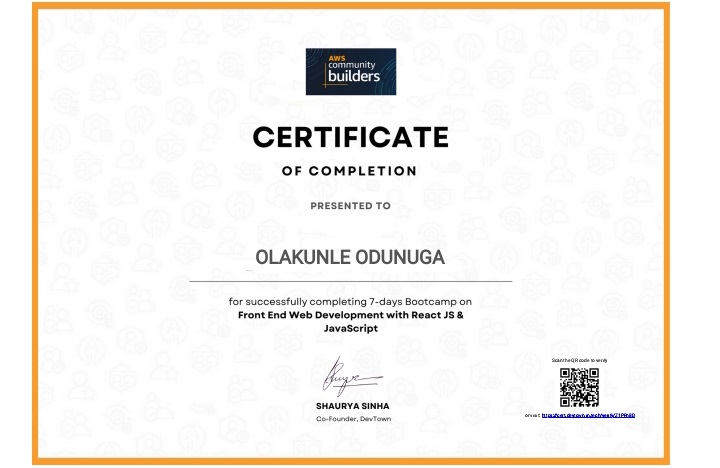 AWS
community
builders
CERTIFICATE
OF COMPLETION
PRESENTED TO
OLAKUNLE ODUNUGA
for successfully completing 7-days Bootcamp on
Front End Web Development with React JS &
JavaScript
SHAURYA SINHA
Co-Founder, DevTown
Scan the QR code to verify
or visit: